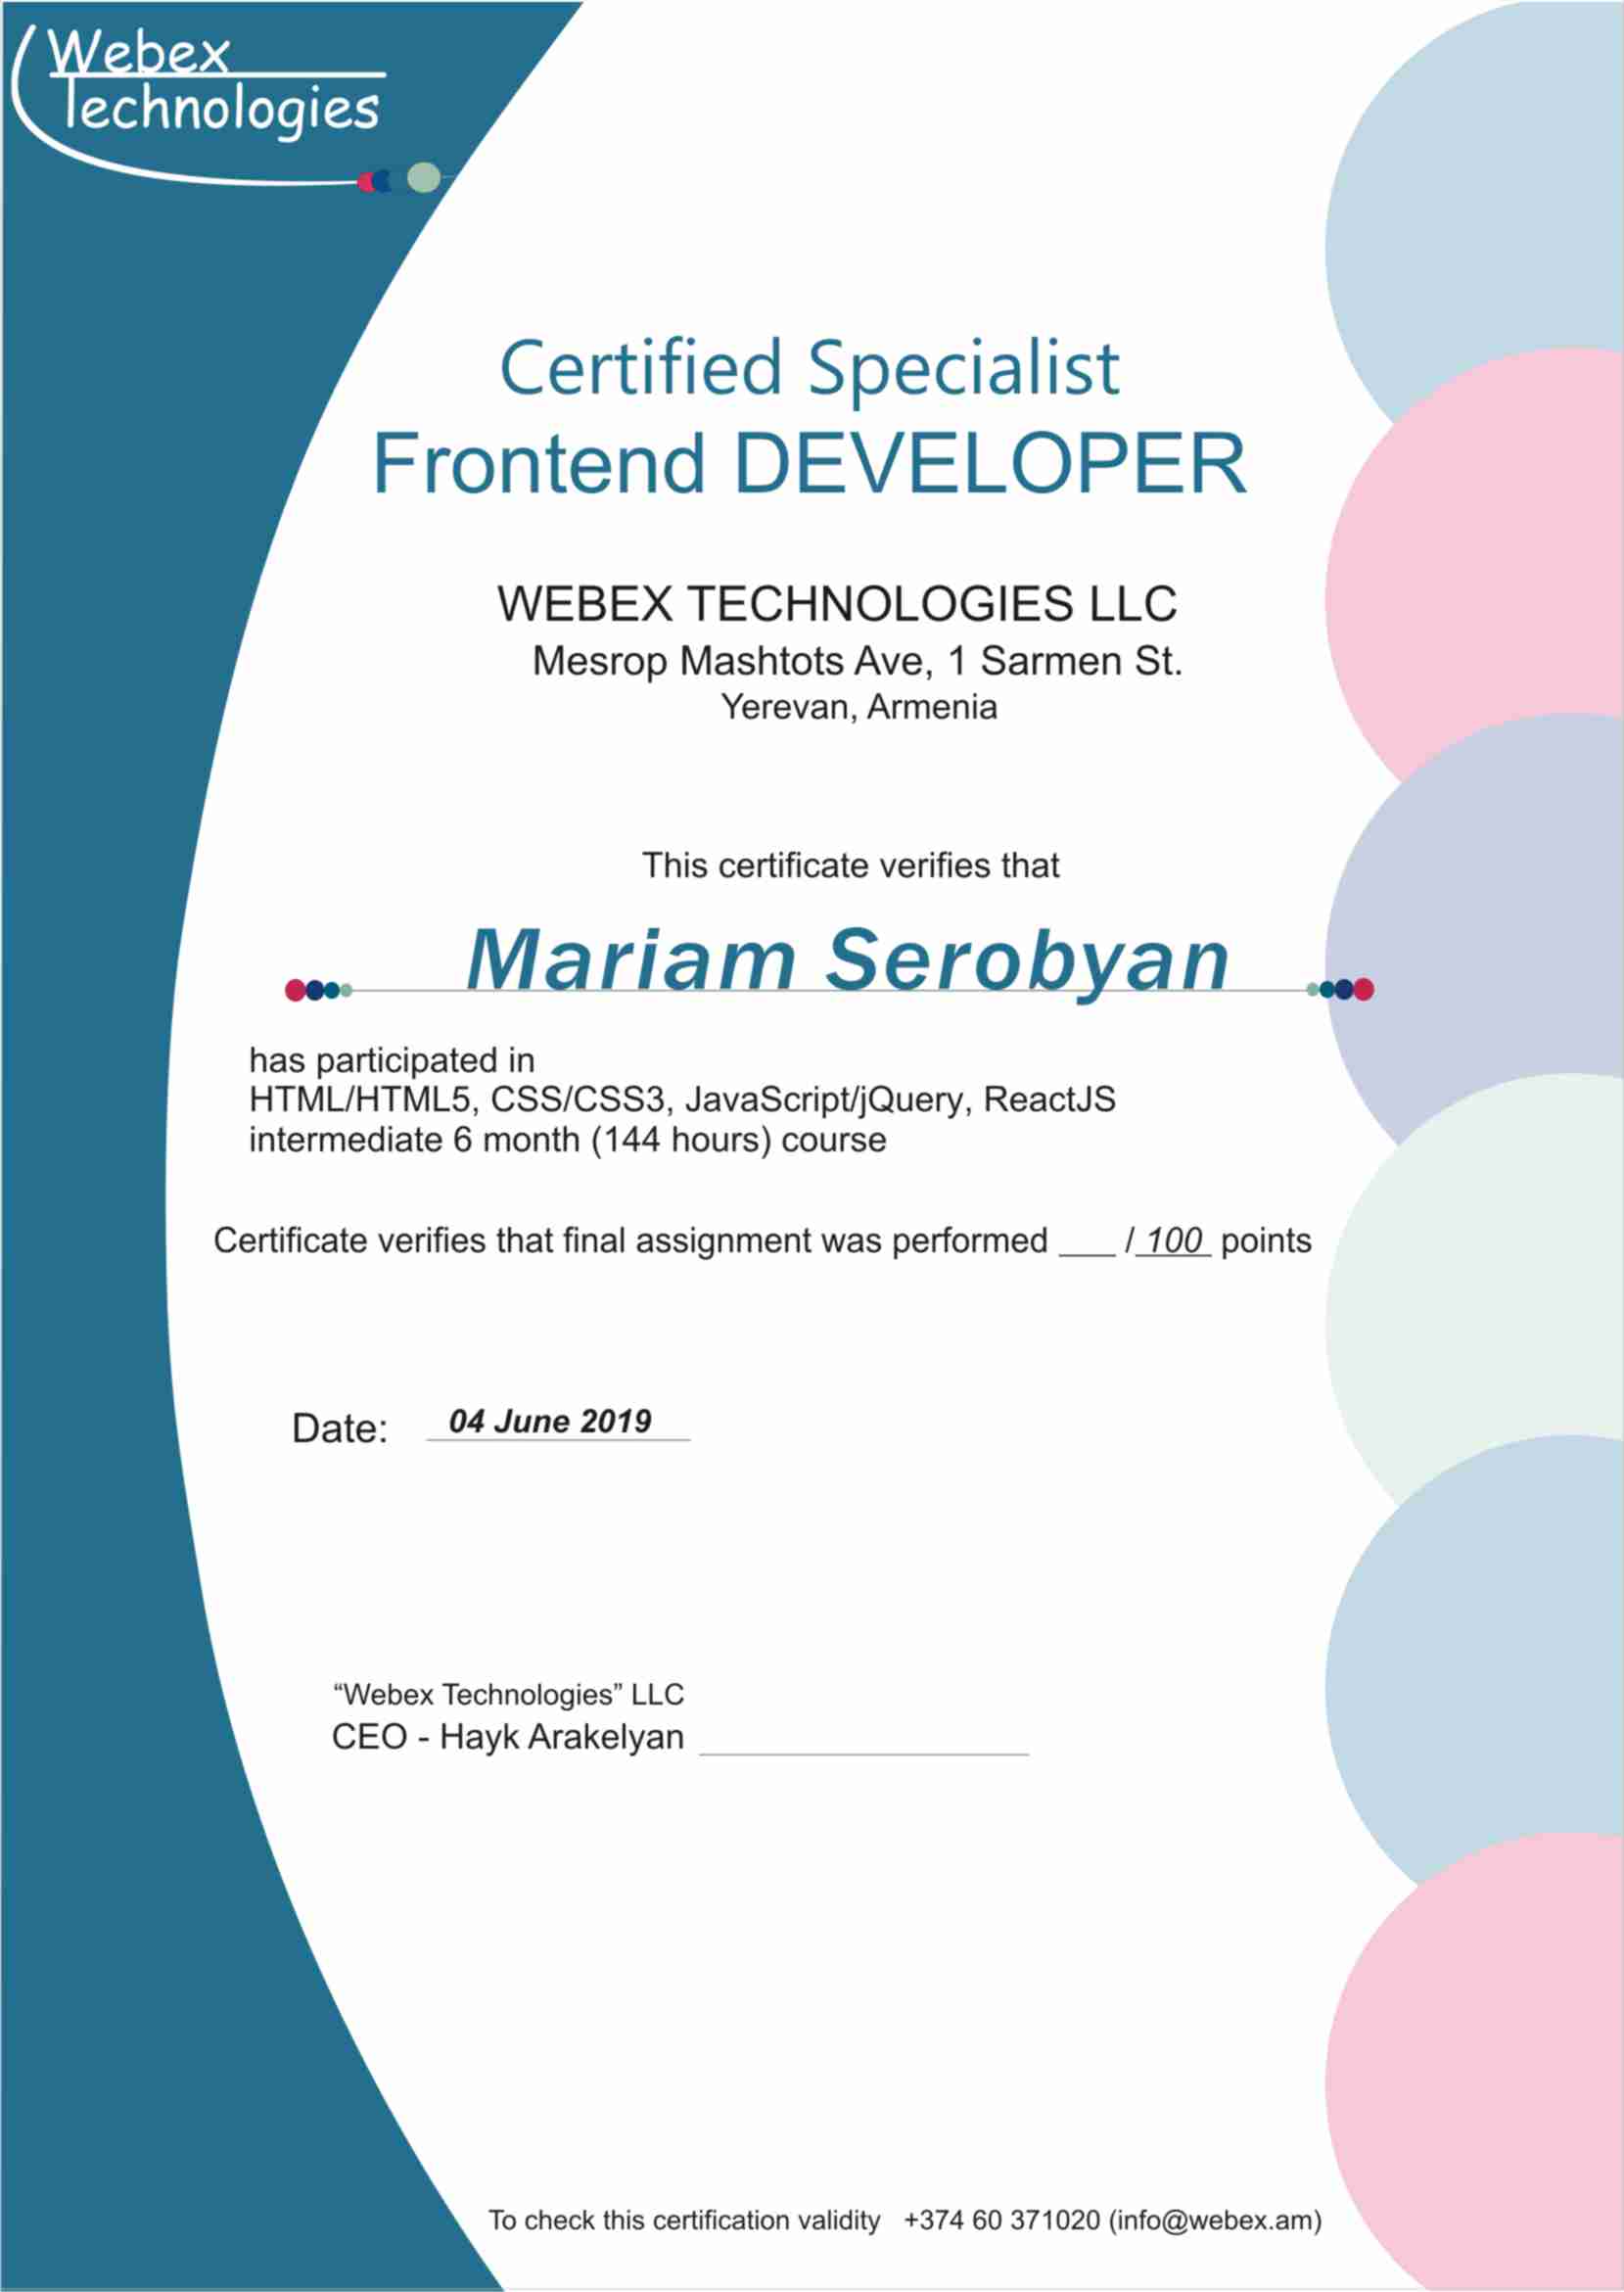 Webex
Technologies
Certified Specialist
Frontend DEVELOPER
WEBEX TECHNOLOGIES LLC
Mesrop Mashtots Ave, 1 Sarmen St.
Yerevan, Armenia
This certificate verifies that
Mariam Serobyan
has participated in
HTML/HTML5, CSS/CSS3, JavaScript/jQuery, ReactJS
intermediate 6 month (144 hours) course
Certificate verifies that final assignment was performed ___ / 100 points
Date: 04 June 2019
“Webex Technologies” LLC
CEO - Hayk Arakelyan
To check this certification validity +374 60 371020 (info@webex.am)